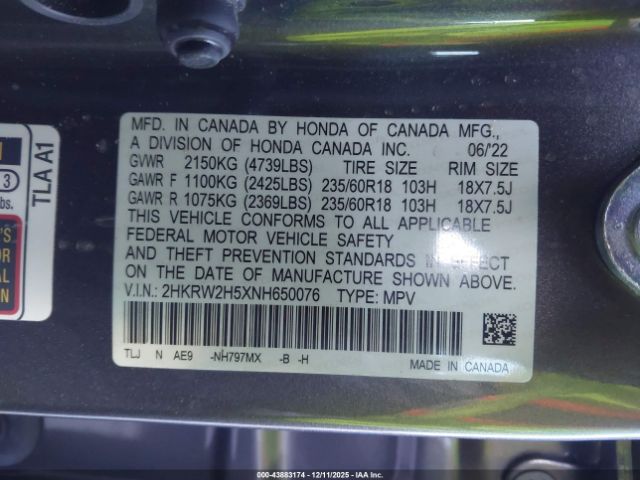 MFD. IN CANADA BY HONDA OF CANADA MFG.,
A DIVISION OF HONDA CANADA INC. 06/22
GVWR 2150KG (4739LBS) TIRE SIZE RIM SIZE
GAWR F 1100KG (2425LBS) 235/60R18 103H 18X7.5J
GAWR R 1075KG (2369LBS) 235/60R18 103H 18X7.5J
THIS VEHICLE CONFORMS TO ALL APPLICABLE
FEDERAL MOTOR VEHICLE SAFETY
AND THEFT PREVENTION STANDARDS IN EFFECT
ON THE DATE OF MANUFACTURE SHOWN ABOVE.
V.I.N.: 2HKRW2H5XNH650076 TYPE: MPV
TLJ N AE9 -NH797MX -B -H
MADE IN CANADA
TLA A1
3
lbs.
000-43883174 - 12/11/2025 - IAA Inc.